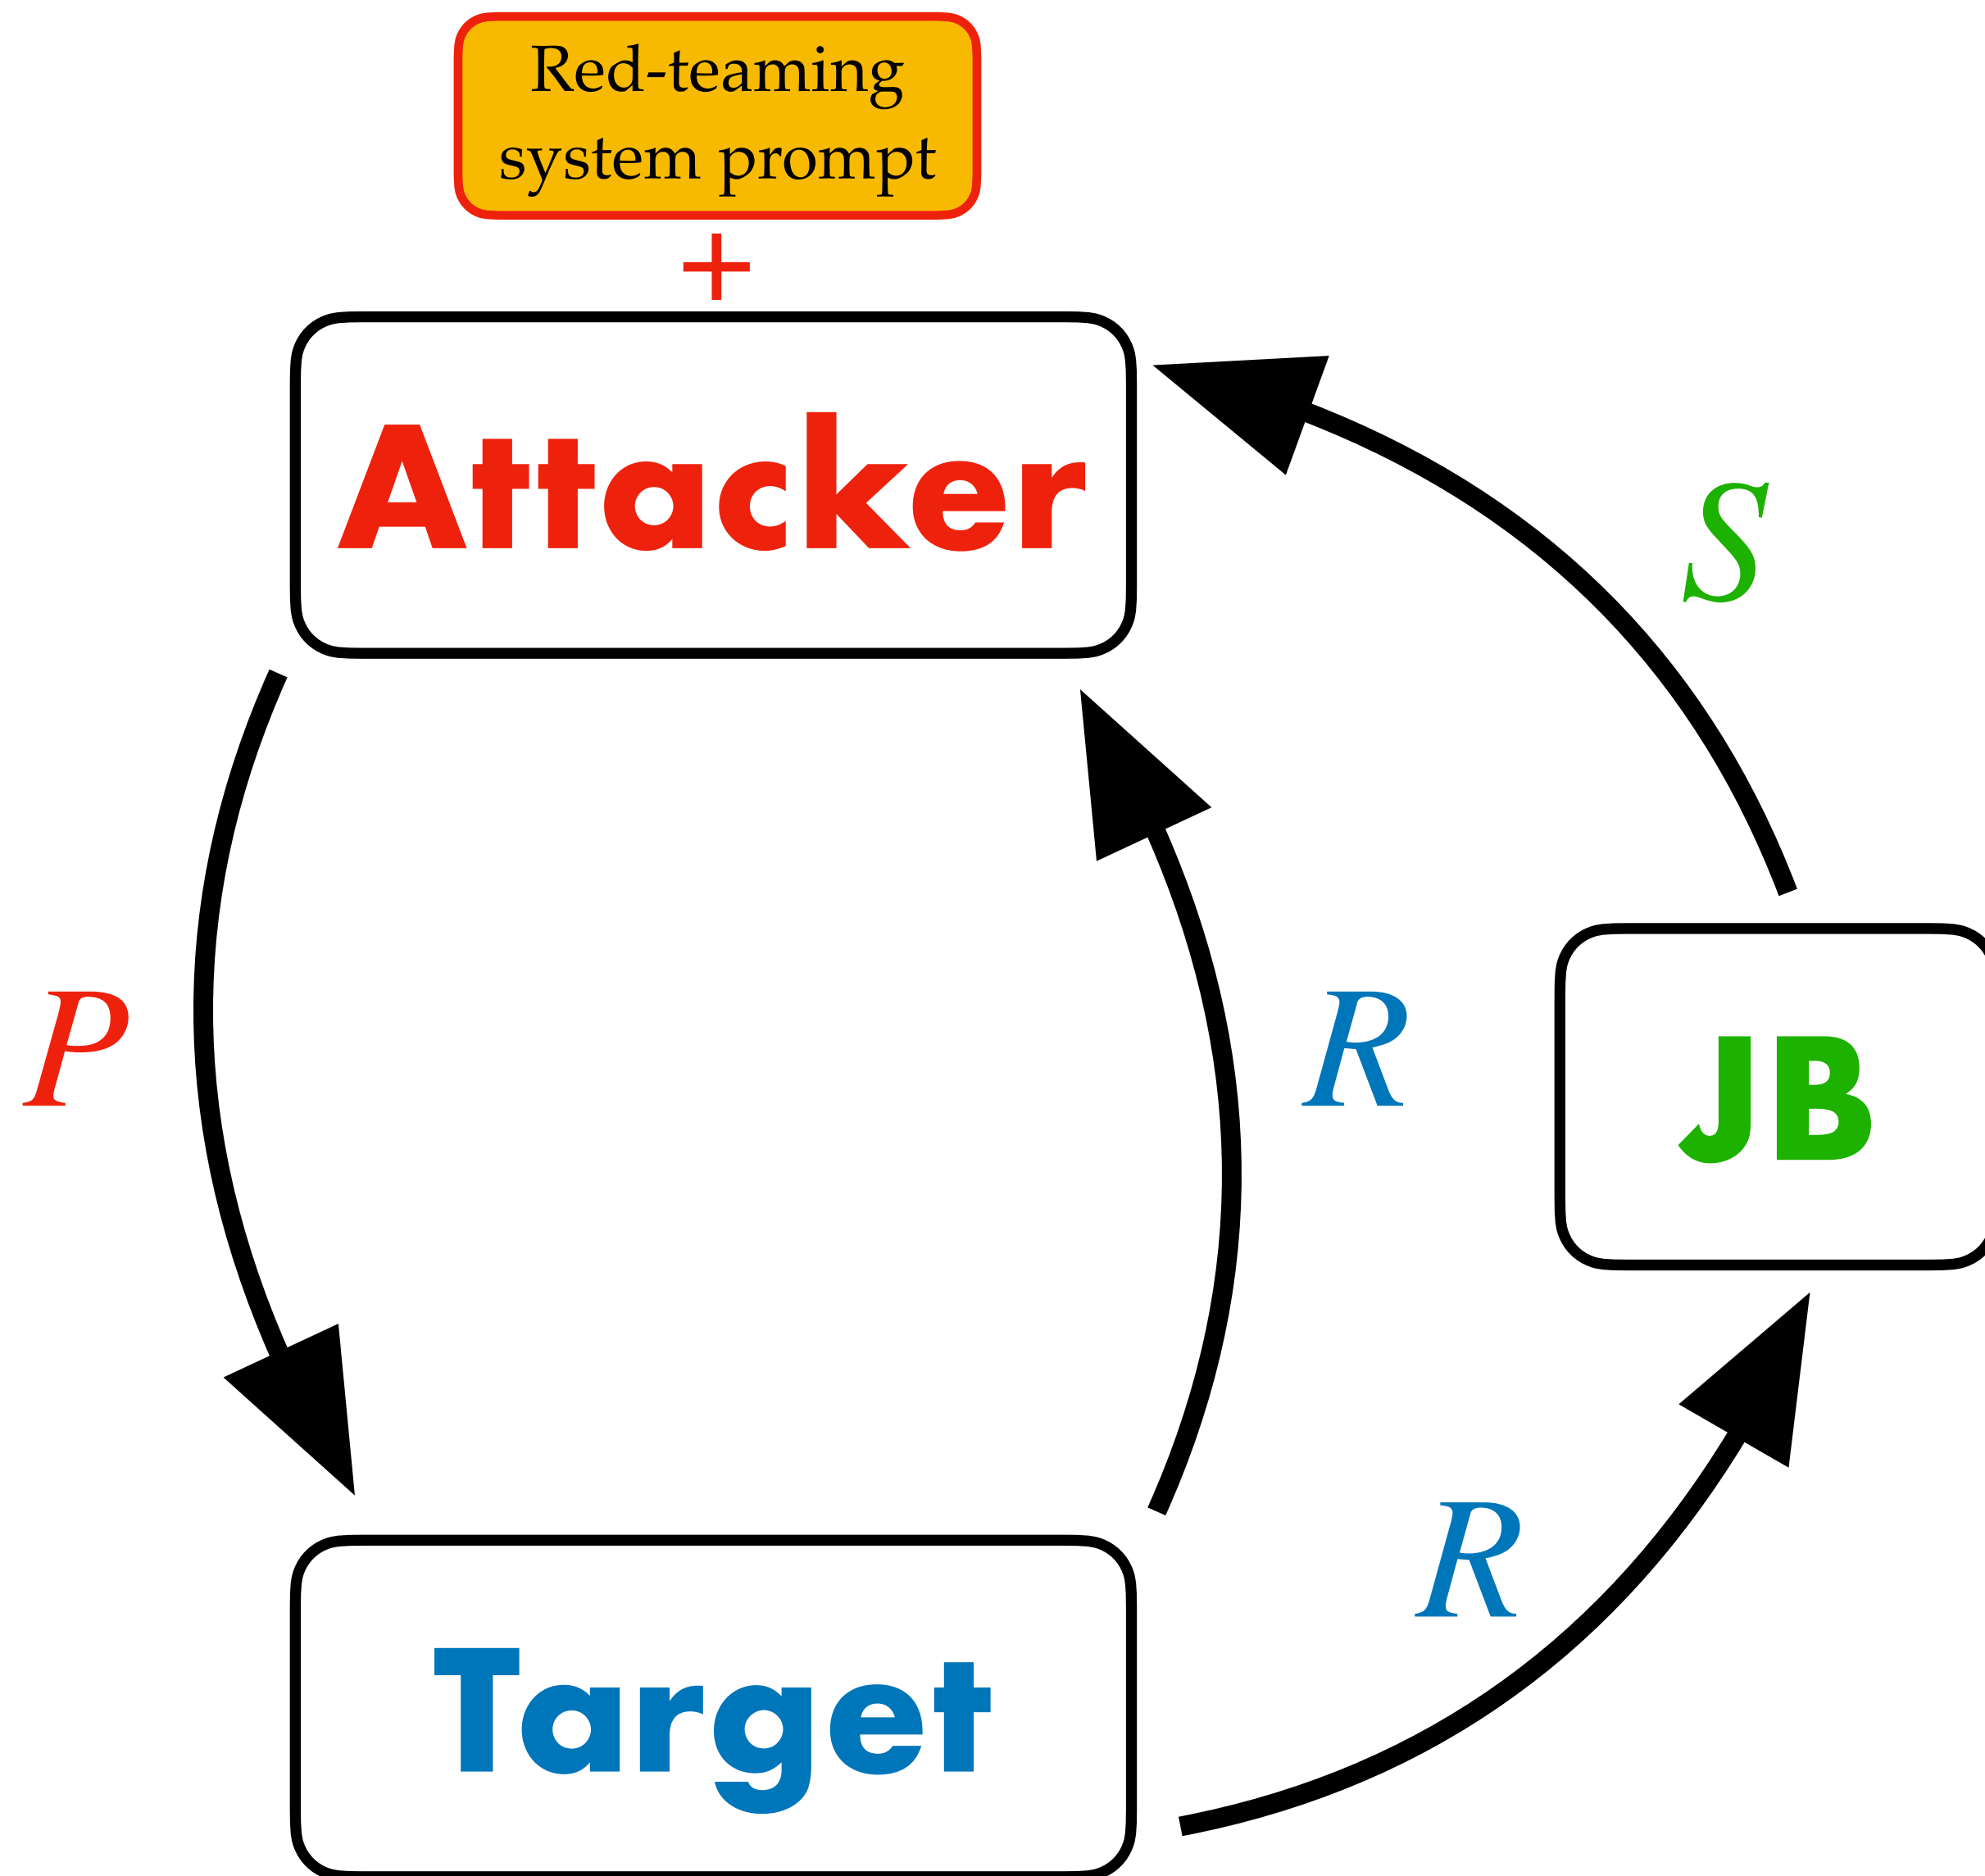 Red-teaming
system prompt
+
Attacker
S
P
R
JB
R
Target